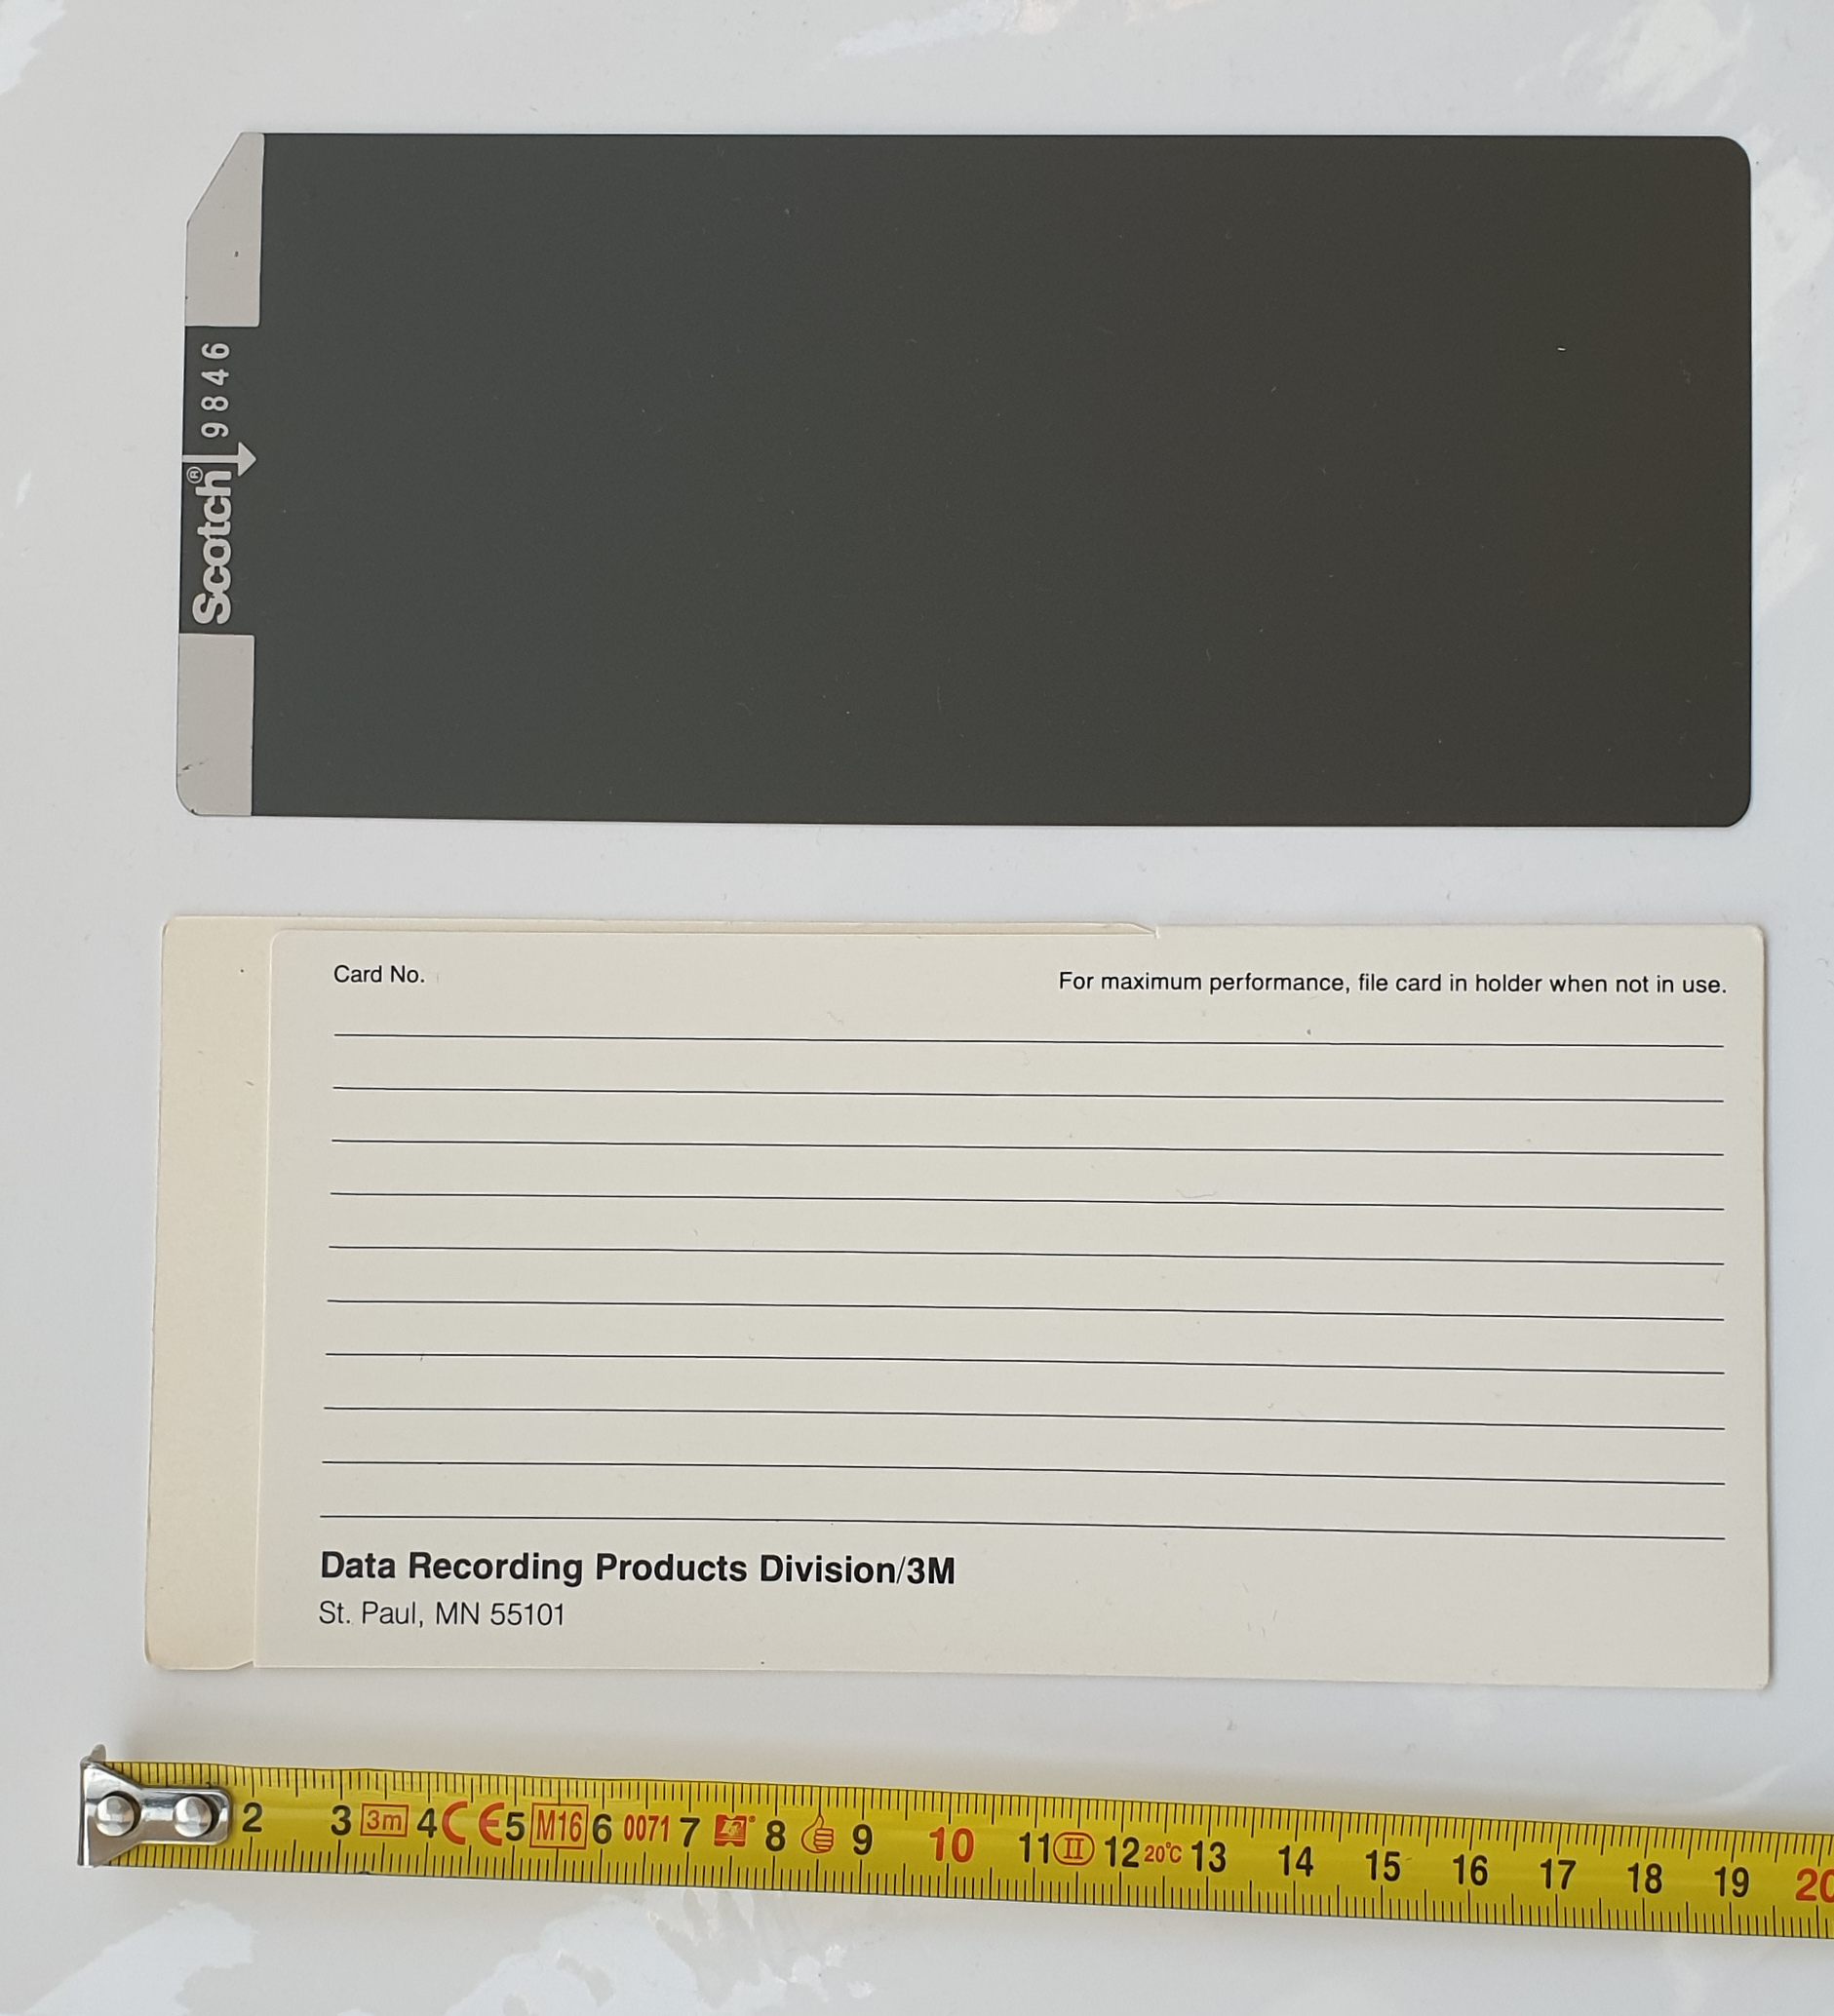 Scotch® 9846
Card No.
For maximum performance, file card in holder when not in use.
Data Recording Products Division/3M
St. Paul, MN 55101
2 3 3m 4 CE 5 M16 6 0071 7 8 9 10 11 II 12 20°C 13 14 15 16 17 18 19 20